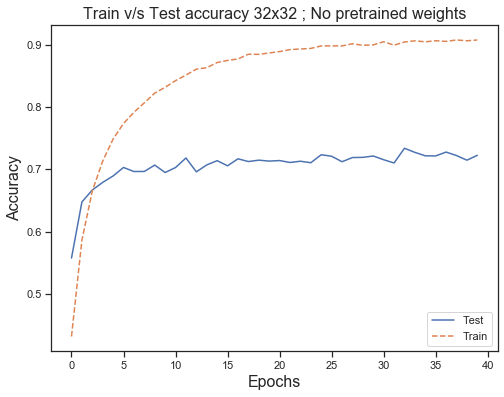 Train v/s Test accuracy 32x32 ; No pretrained weights
Accuracy
0.9
0.8
0.7
0.6
0.5
Test
Train
0 5 10 15 20 25 30 35 40
Epochs